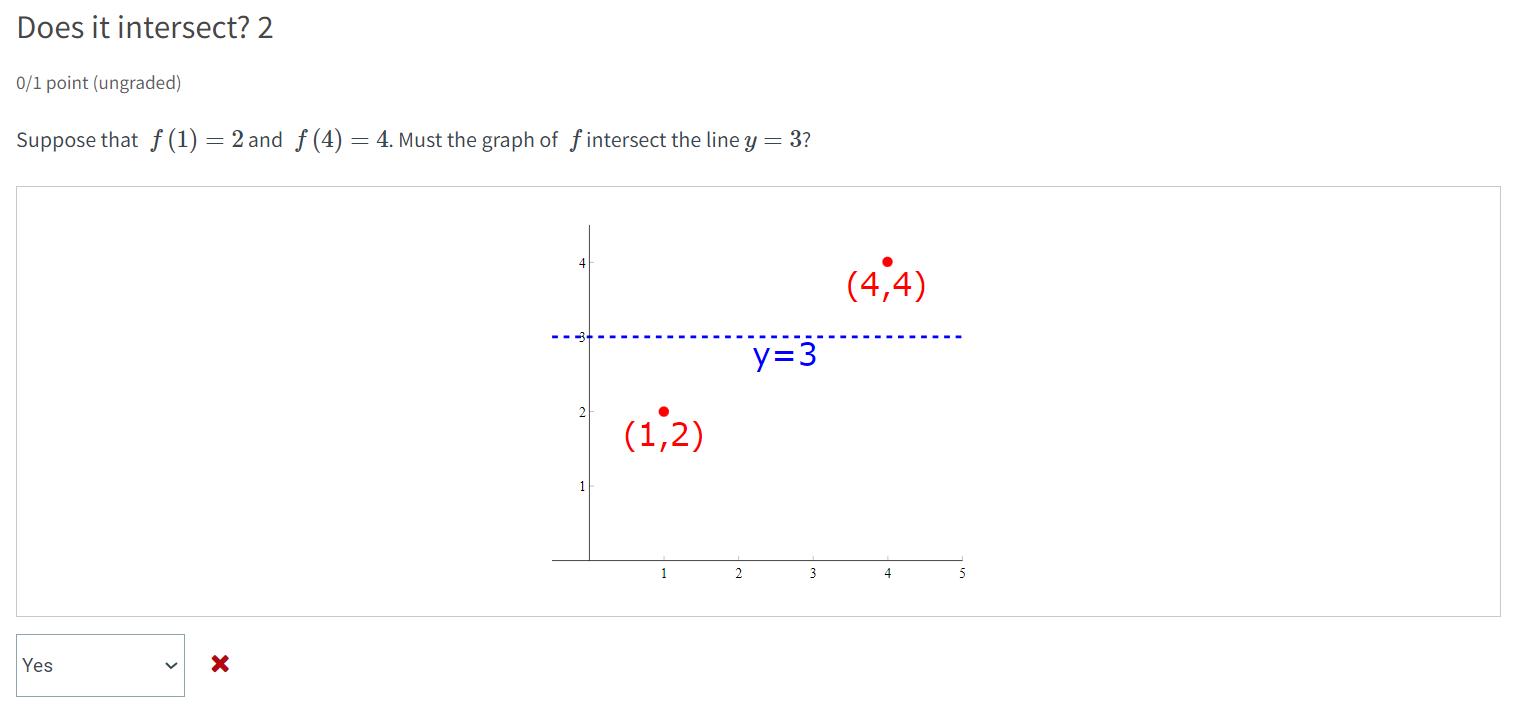 Does it intersect? 2
0/1 point (ungraded)
Suppose that f (1) = 2 and f (4) = 4. Must the graph of f intersect the line y = 3?
4
(4,4)
3
y=3
2
(1,2)
1
1 2 3 4 5
Yes